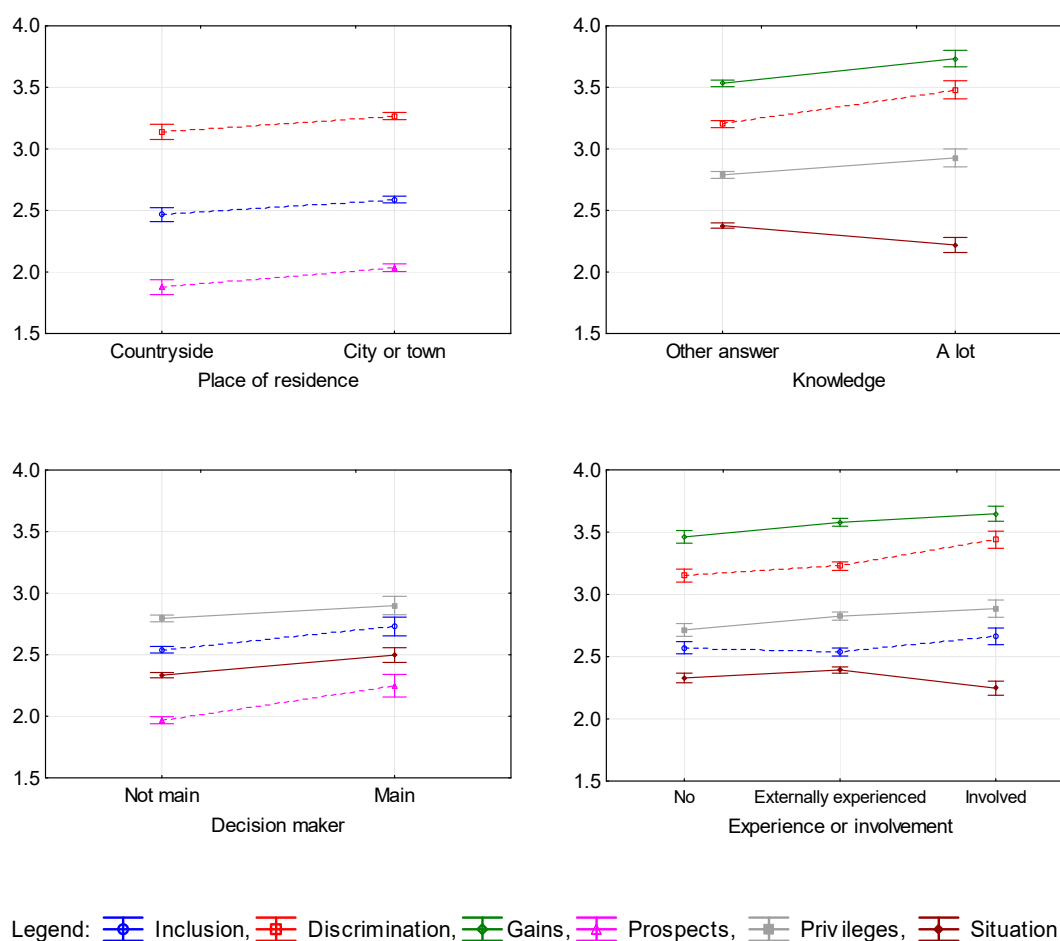 4.0
3.5
3.0
2.5
2.0
1.5
Countryside City or town
Place of residence
4.0
3.5
3.0
2.5
2.0
1.5
Other answer A lot
Knowledge
4.0
3.5
3.0
2.5
2.0
1.5
Not main Main
Decision maker
4.0
3.5
3.0
2.5
2.0
1.5
No Externally experienced Involved
Experience or involvement
Legend: Inclusion, Discrimination, Gains, Prospects, Privileges, Situation